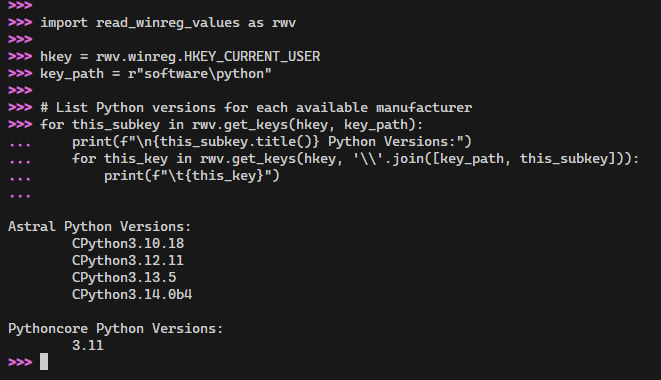 >>>
>>> import read_winreg_values as rwv
>>>
>>> hkey = rwv.winreg.HKEY_CURRENT_USER
>>> key_path = r"software\python"
>>>
>>> # List Python versions for each available manufacturer
>>> for this_subkey in rwv.get_keys(hkey, key_path):
...     print(f"\n{this_subkey.title()} Python Versions:")
...     for this_key in rwv.get_keys(hkey, '\\'.join([key_path, this_subkey])):
...         print(f"\t{this_key}")
...

Astral Python Versions:
        CPython3.10.18
        CPython3.12.11
        CPython3.13.5
        CPython3.14.0b4

Pythoncore Python Versions:
        3.11
>>>